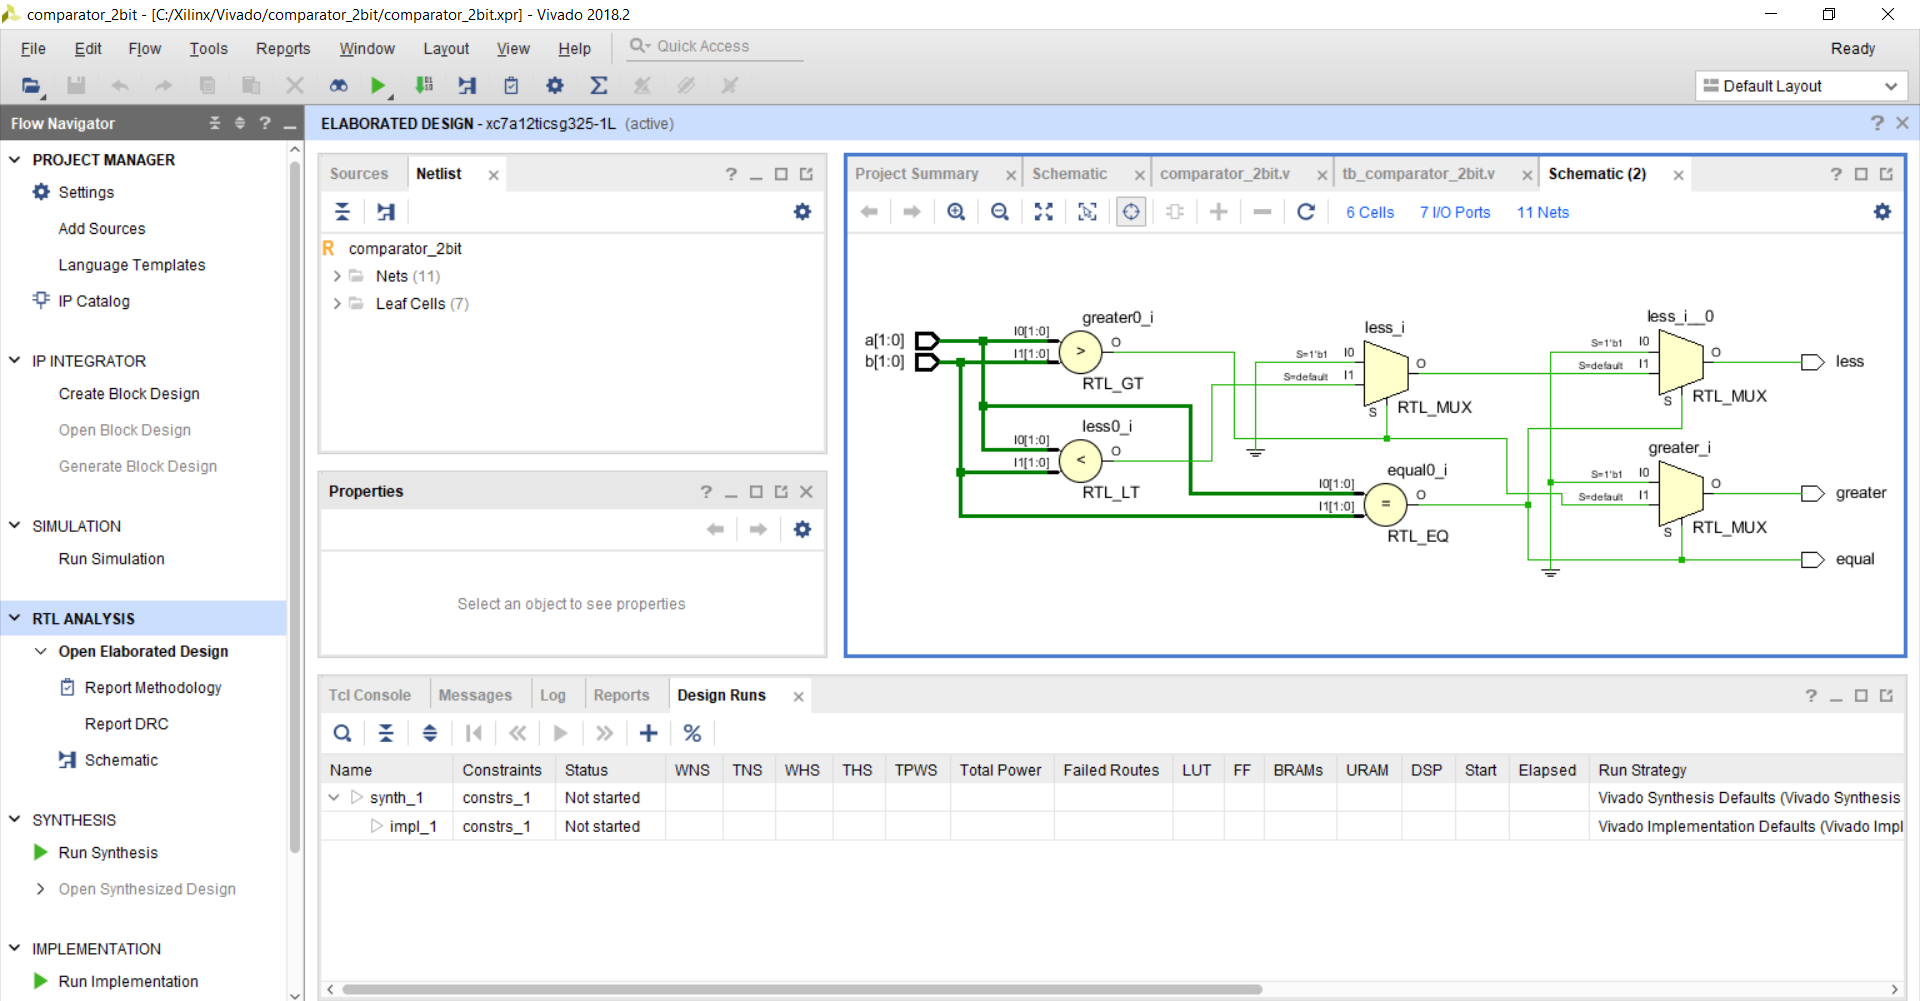 comparator_2bit - [C:/Xilinx/Vivado/comparator_2bit/comparator_2bit.xpr] - Vivado 2018.2
File Edit Flow Tools Reports Window Layout View Help Quick Access Ready
Default Layout
Flow Navigator
ELABORATED DESIGN - xc7a12ticsg325-1L (active)
PROJECT MANAGER
Settings
Add Sources
Language Templates
IP Catalog
IP INTEGRATOR
Create Block Design
Open Block Design
Generate Block Design
SIMULATION
Run Simulation
RTL ANALYSIS
Open Elaborated Design
Report Methodology
Report DRC
Schematic
SYNTHESIS
Run Synthesis
Open Synthesized Design
IMPLEMENTATION
Run Implementation
Sources Netlist
R comparator_2bit
Nets (11)
Leaf Cells (7)
Properties
Select an object to see properties
Project Summary Schematic comparator_2bit.v tb_comparator_2bit.v Schematic (2)
6 Cells 7 I/O Ports 11 Nets
a[1:0]
b[1:0]
greater0_i
I0[1:0]
I1[1:0]
>
O
RTL_GT
less0_i
I0[1:0]
I1[1:0]
<
O
RTL_LT
less_i
S=1'b1 I0
S=default I1
O
S
RTL_MUX
equal0_i
I0[1:0]
I1[1:0]
=
O
RTL_EQ
less_i__0
S=1'b1 I0
S=default I1
O
S
RTL_MUX
less
greater_i
S=1'b1 I0
S=default I1
O
S
RTL_MUX
greater
equal
Tcl Console Messages Log Reports Design Runs
Name Constraints Status WNS TNS WHS THS TPWS Total Power Failed Routes LUT FF BRAMs URAM DSP Start Elapsed Run Strategy
synth_1 constrs_1 Not started Vivado Synthesis Defaults (Vivado Synthesis
impl_1 constrs_1 Not started Vivado Implementation Defaults (Vivado Impl